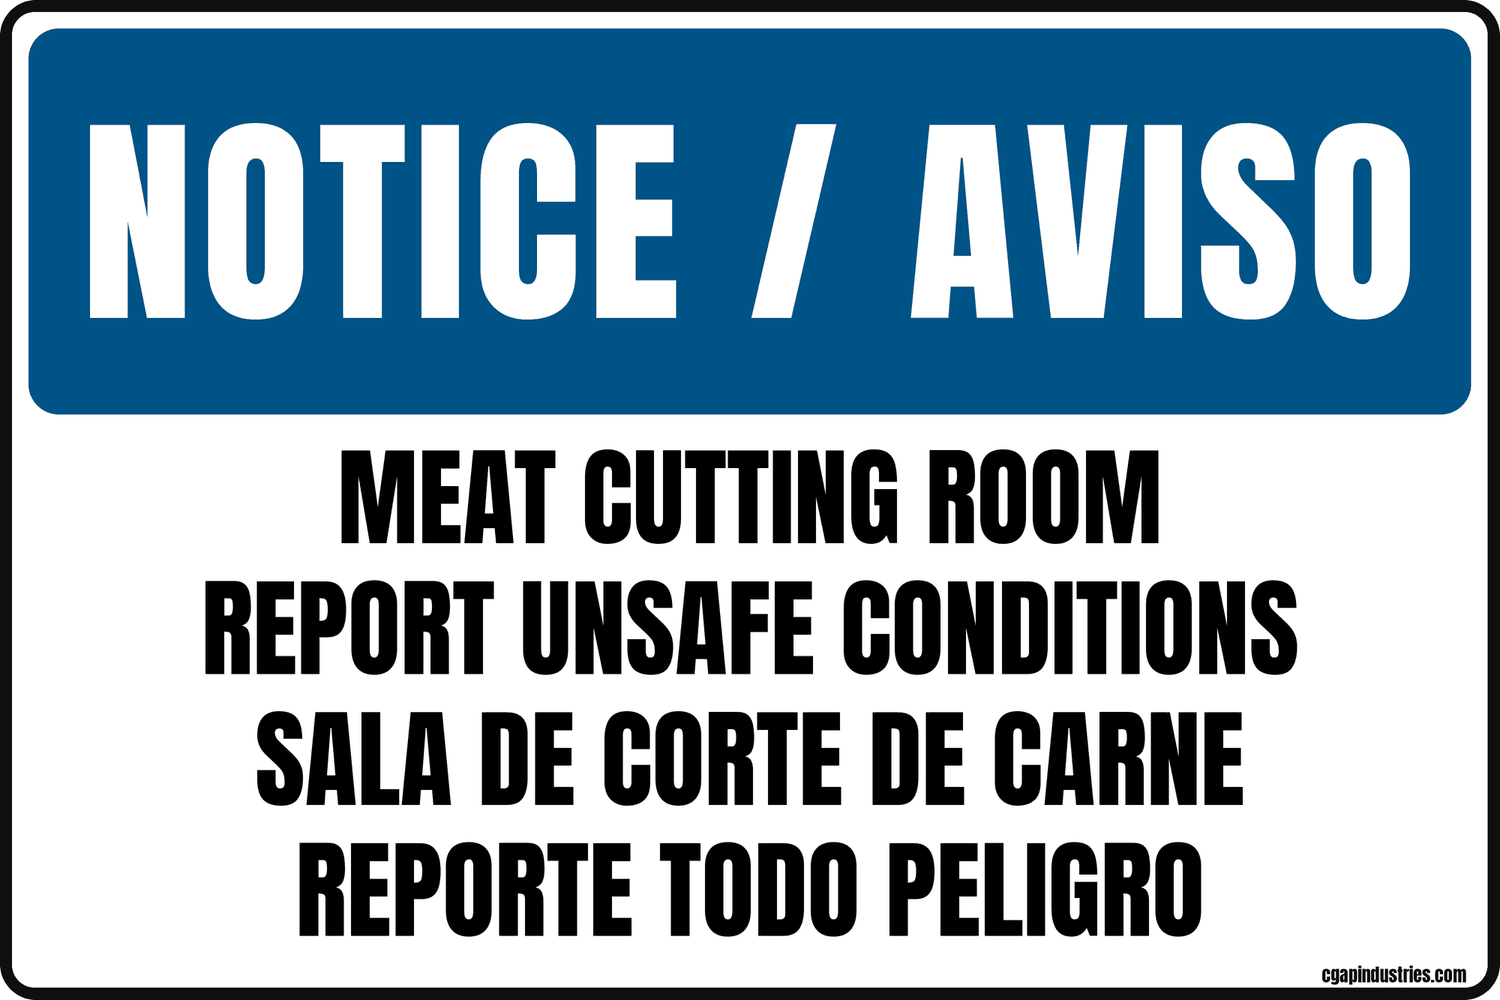 NOTICE / AVISO
MEAT CUTTING ROOM
REPORT UNSAFE CONDITIONS
SALA DE CORTE DE CARNE
REPORTE TODO PELIGRO
cgapindustries.com